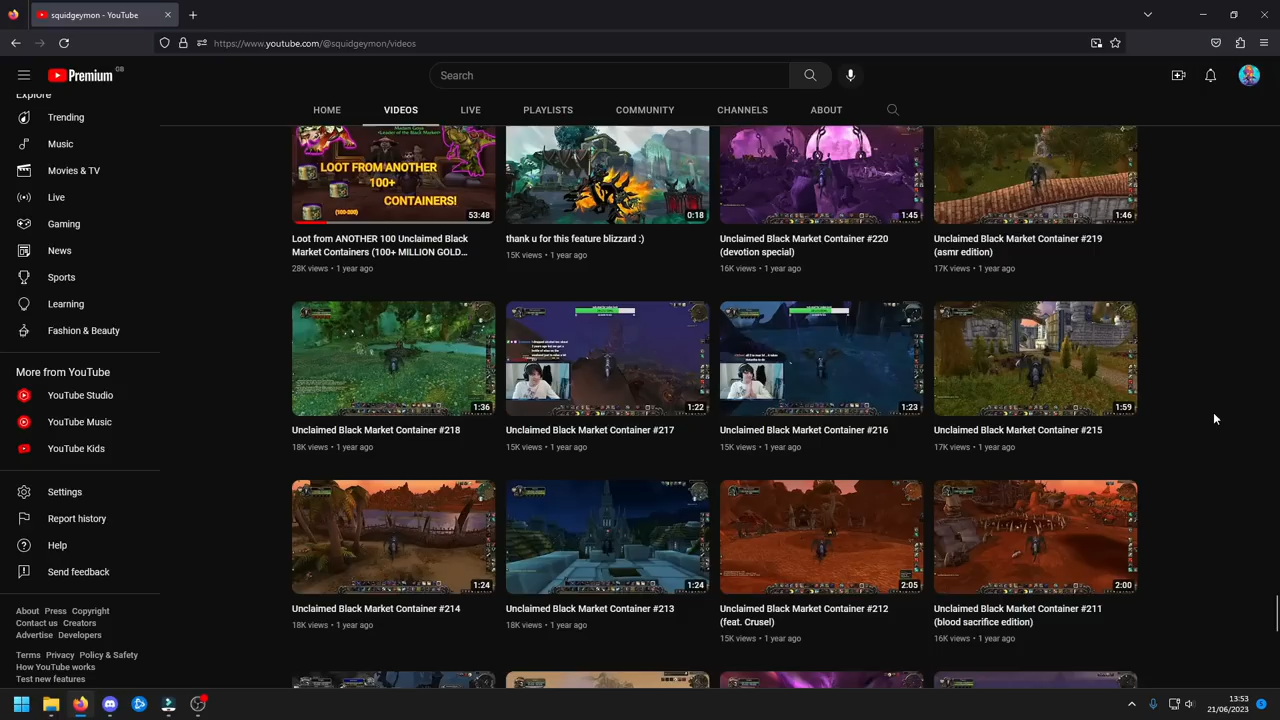 squidgeymon - YouTube
https://www.youtube.com/@squidgeymon/videos
Premium GB
Search
HOME VIDEOS LIVE PLAYLISTS COMMUNITY CHANNELS ABOUT
Explore
Trending
Music
Movies & TV
Live
Gaming
News
Sports
Learning
Fashion & Beauty
More from YouTube
YouTube Studio
YouTube Music
YouTube Kids
Settings
Report history
Help
Send feedback
About Press Copyright
Contact us Creators
Advertise Developers
Terms Privacy Policy & Safety
How YouTube works
Test new features
Madam Goya
<Leader of the Black Market>
LOOT FROM ANOTHER
100+
CONTAINERS!
(100-200)
53:48
Loot from ANOTHER 100 Unclaimed Black
Market Containers (100+ MILLION GOLD...
28K views • 1 year ago
0:18
thank u for this feature blizzard :)
15K views • 1 year ago
1:45
Unclaimed Black Market Container #220
(devotion special)
16K views • 1 year ago
1:46
Unclaimed Black Market Container #219
(asmr edition)
17K views • 1 year ago
1:36
Unclaimed Black Market Container #218
18K views • 1 year ago
1:22
Unclaimed Black Market Container #217
15K views • 1 year ago
1:23
Unclaimed Black Market Container #216
15K views • 1 year ago
1:59
Unclaimed Black Market Container #215
17K views • 1 year ago
1:24
Unclaimed Black Market Container #214
18K views • 1 year ago
1:24
Unclaimed Black Market Container #213
18K views • 1 year ago
2:05
Unclaimed Black Market Container #212
(feat. Crusel)
15K views • 1 year ago
2:00
Unclaimed Black Market Container #211
(blood sacrifice edition)
16K views • 1 year ago
13:53
21/06/2023